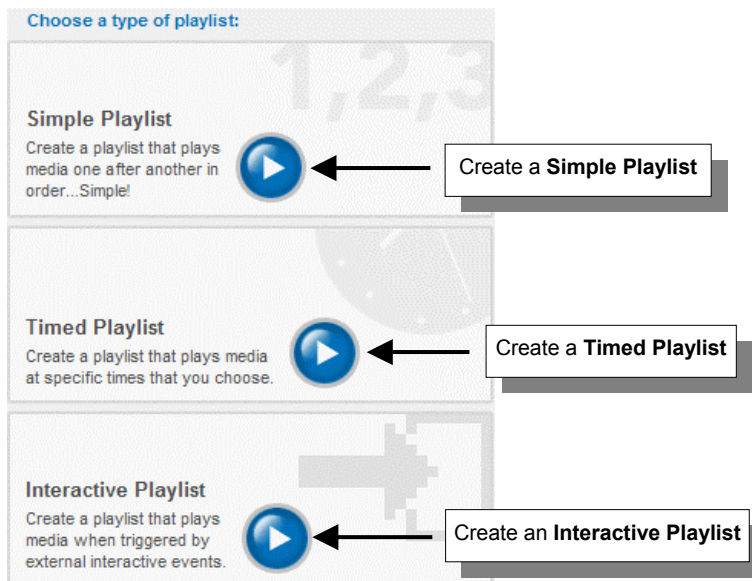 Choose a type of playlist:
1,2,3
Simple Playlist
Create a playlist that plays
media one after another in
order...Simple!
Create a Simple Playlist
Timed Playlist
Create a playlist that plays media
at specific times that you choose.
Create a Timed Playlist
Interactive Playlist
Create a playlist that plays
media when triggered by
external interactive events.
Create an Interactive Playlist